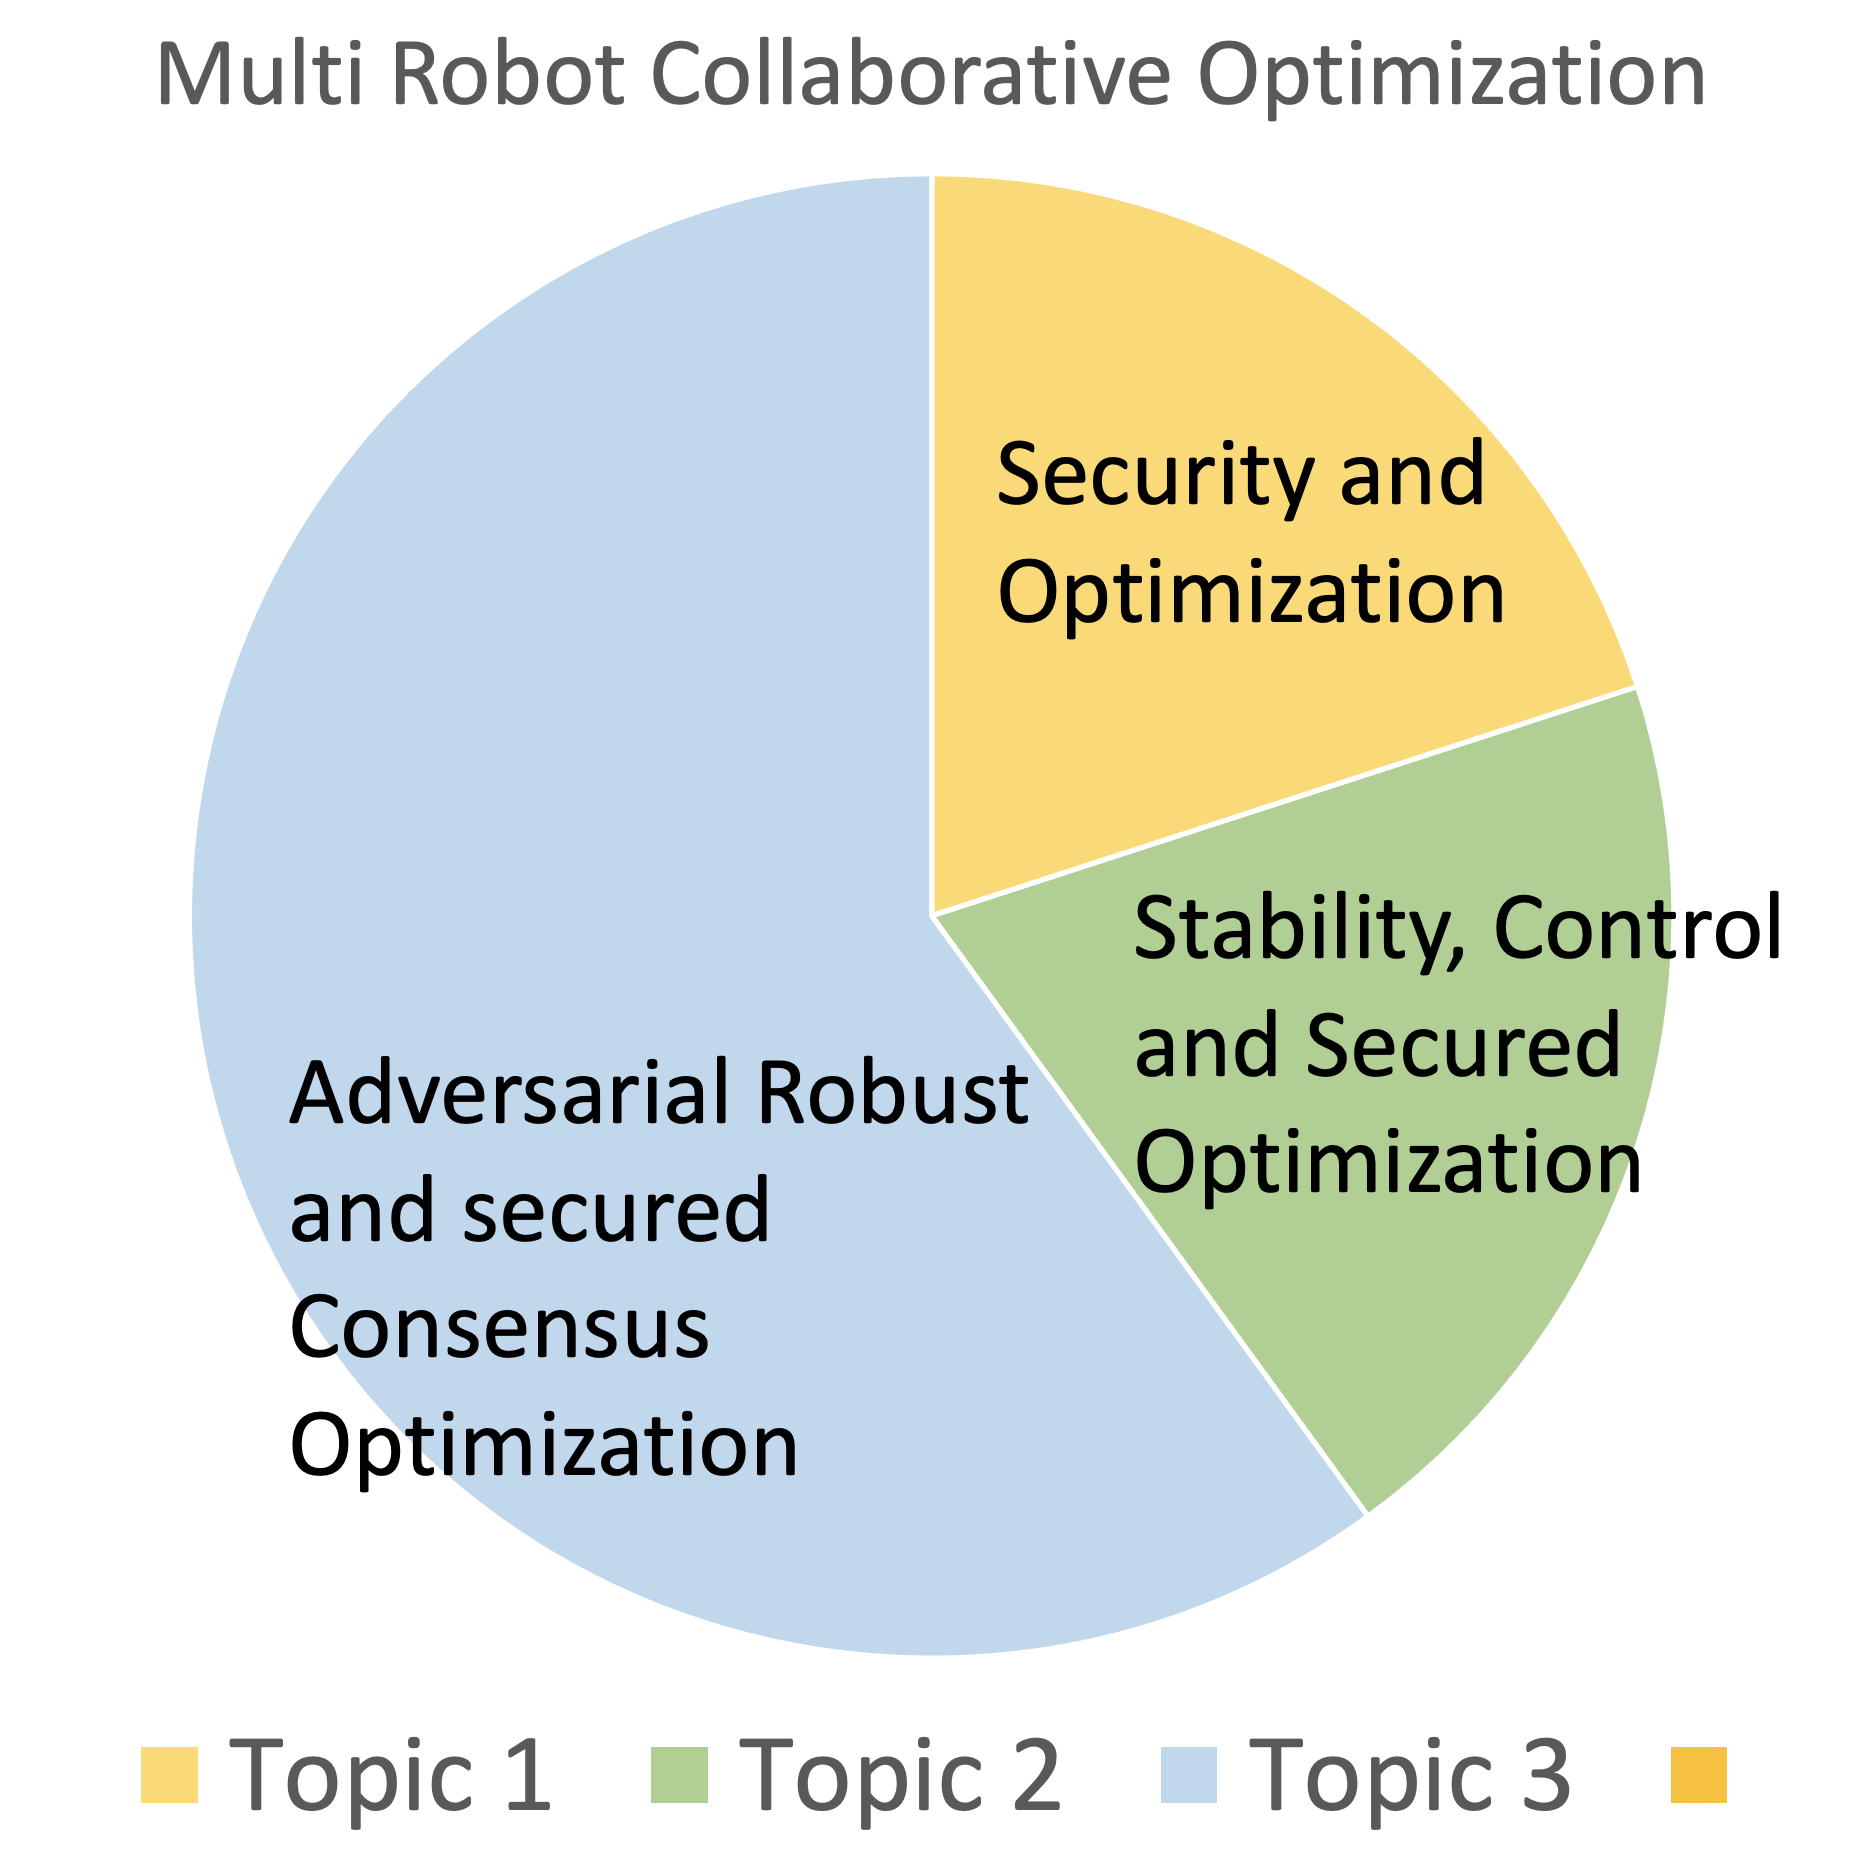 Multi Robot Collaborative Optimization
Security and
Optimization
Stability, Control
and Secured
Optimization
Adversarial Robust
and secured
Consensus
Optimization
Topic 1 Topic 2 Topic 3